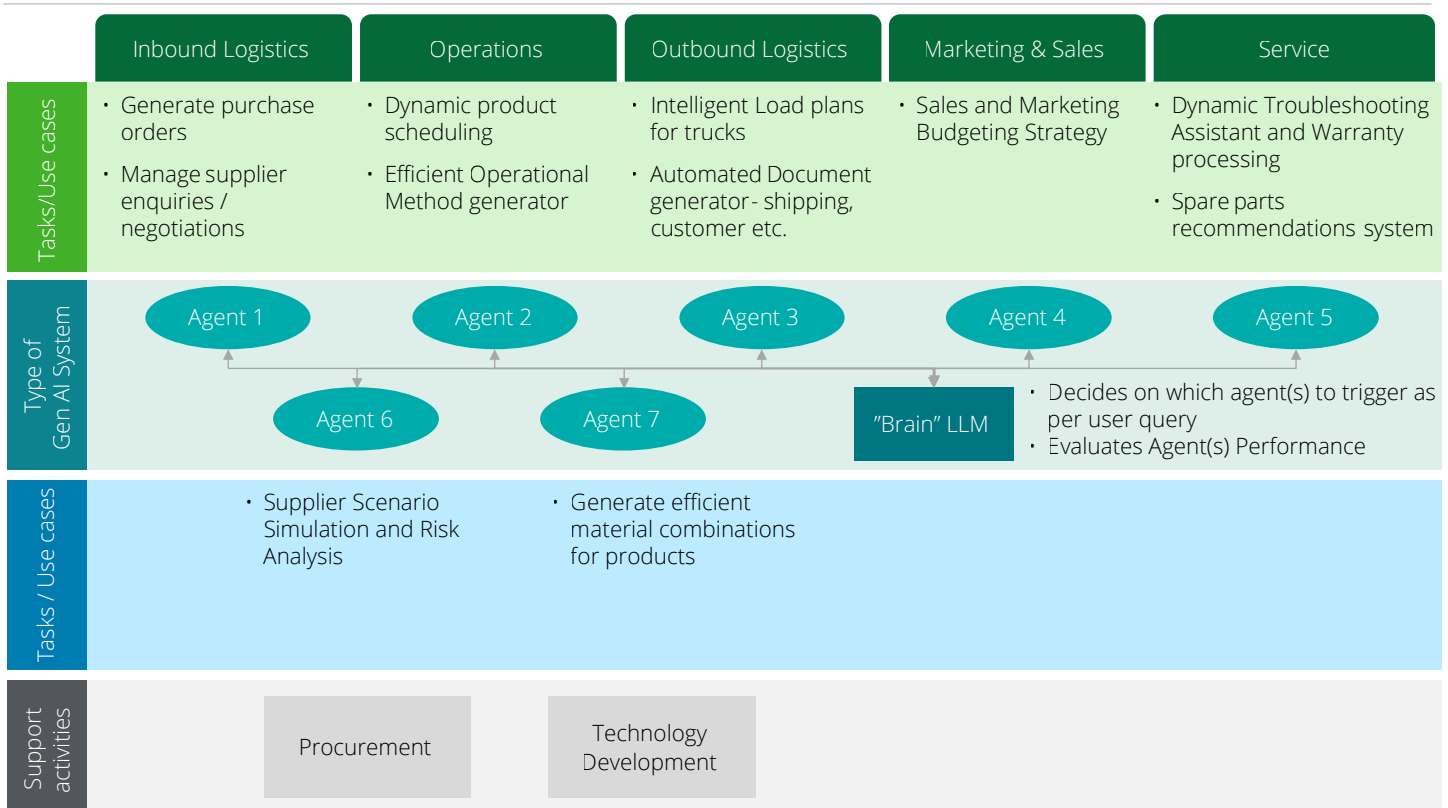 Inbound Logistics
Operations
Outbound Logistics
Marketing & Sales
Service
Tasks/Use cases
• Generate purchase
orders
• Manage supplier
enquiries /
negotiations
• Dynamic product
scheduling
• Efficient Operational
Method generator
• Intelligent Load plans
for trucks
• Automated Document
generator- shipping,
customer etc.
• Sales and Marketing
Budgeting Strategy
• Dynamic Troubleshooting
Assistant and Warranty
processing
• Spare parts
recommendations system
Type of
Gen AI System
Agent 1
Agent 2
Agent 3
Agent 4
Agent 5
Agent 6
Agent 7
”Brain” LLM
• Decides on which agent(s) to trigger as
per user query
• Evaluates Agent(s) Performance
Tasks / Use cases
• Supplier Scenario
Simulation and Risk
Analysis
• Generate efficient
material combinations
for products
Support
activities
Procurement
Technology
Development